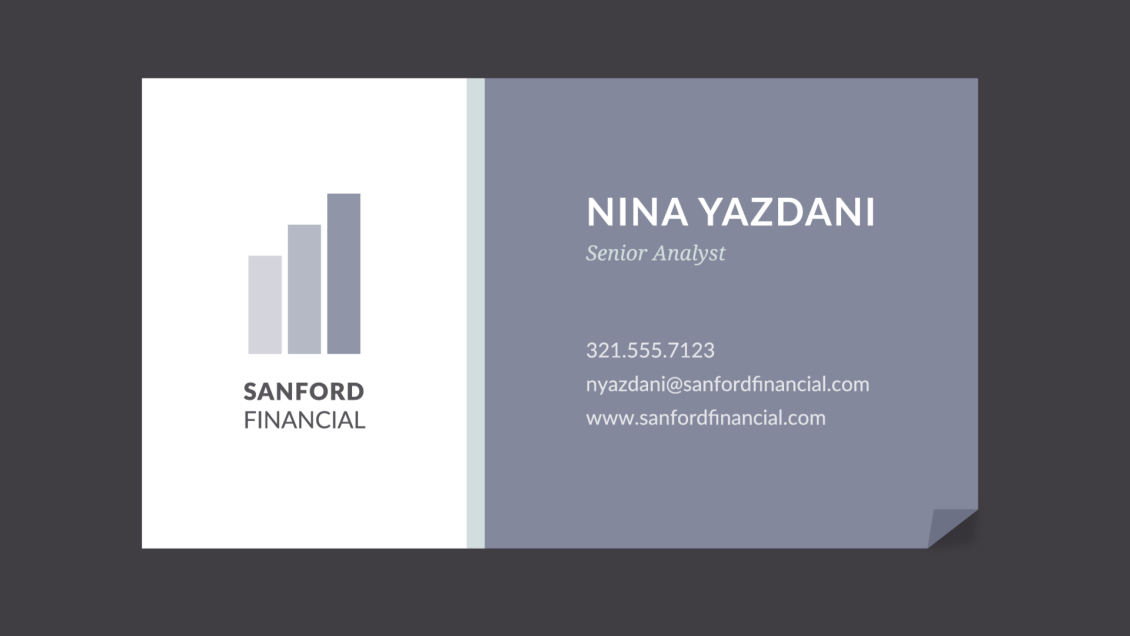 SANFORD
FINANCIAL
NINA YAZDANI
Senior Analyst
321.555.7123
nyazdani@sanfordfinancial.com
www.sanfordfinancial.com